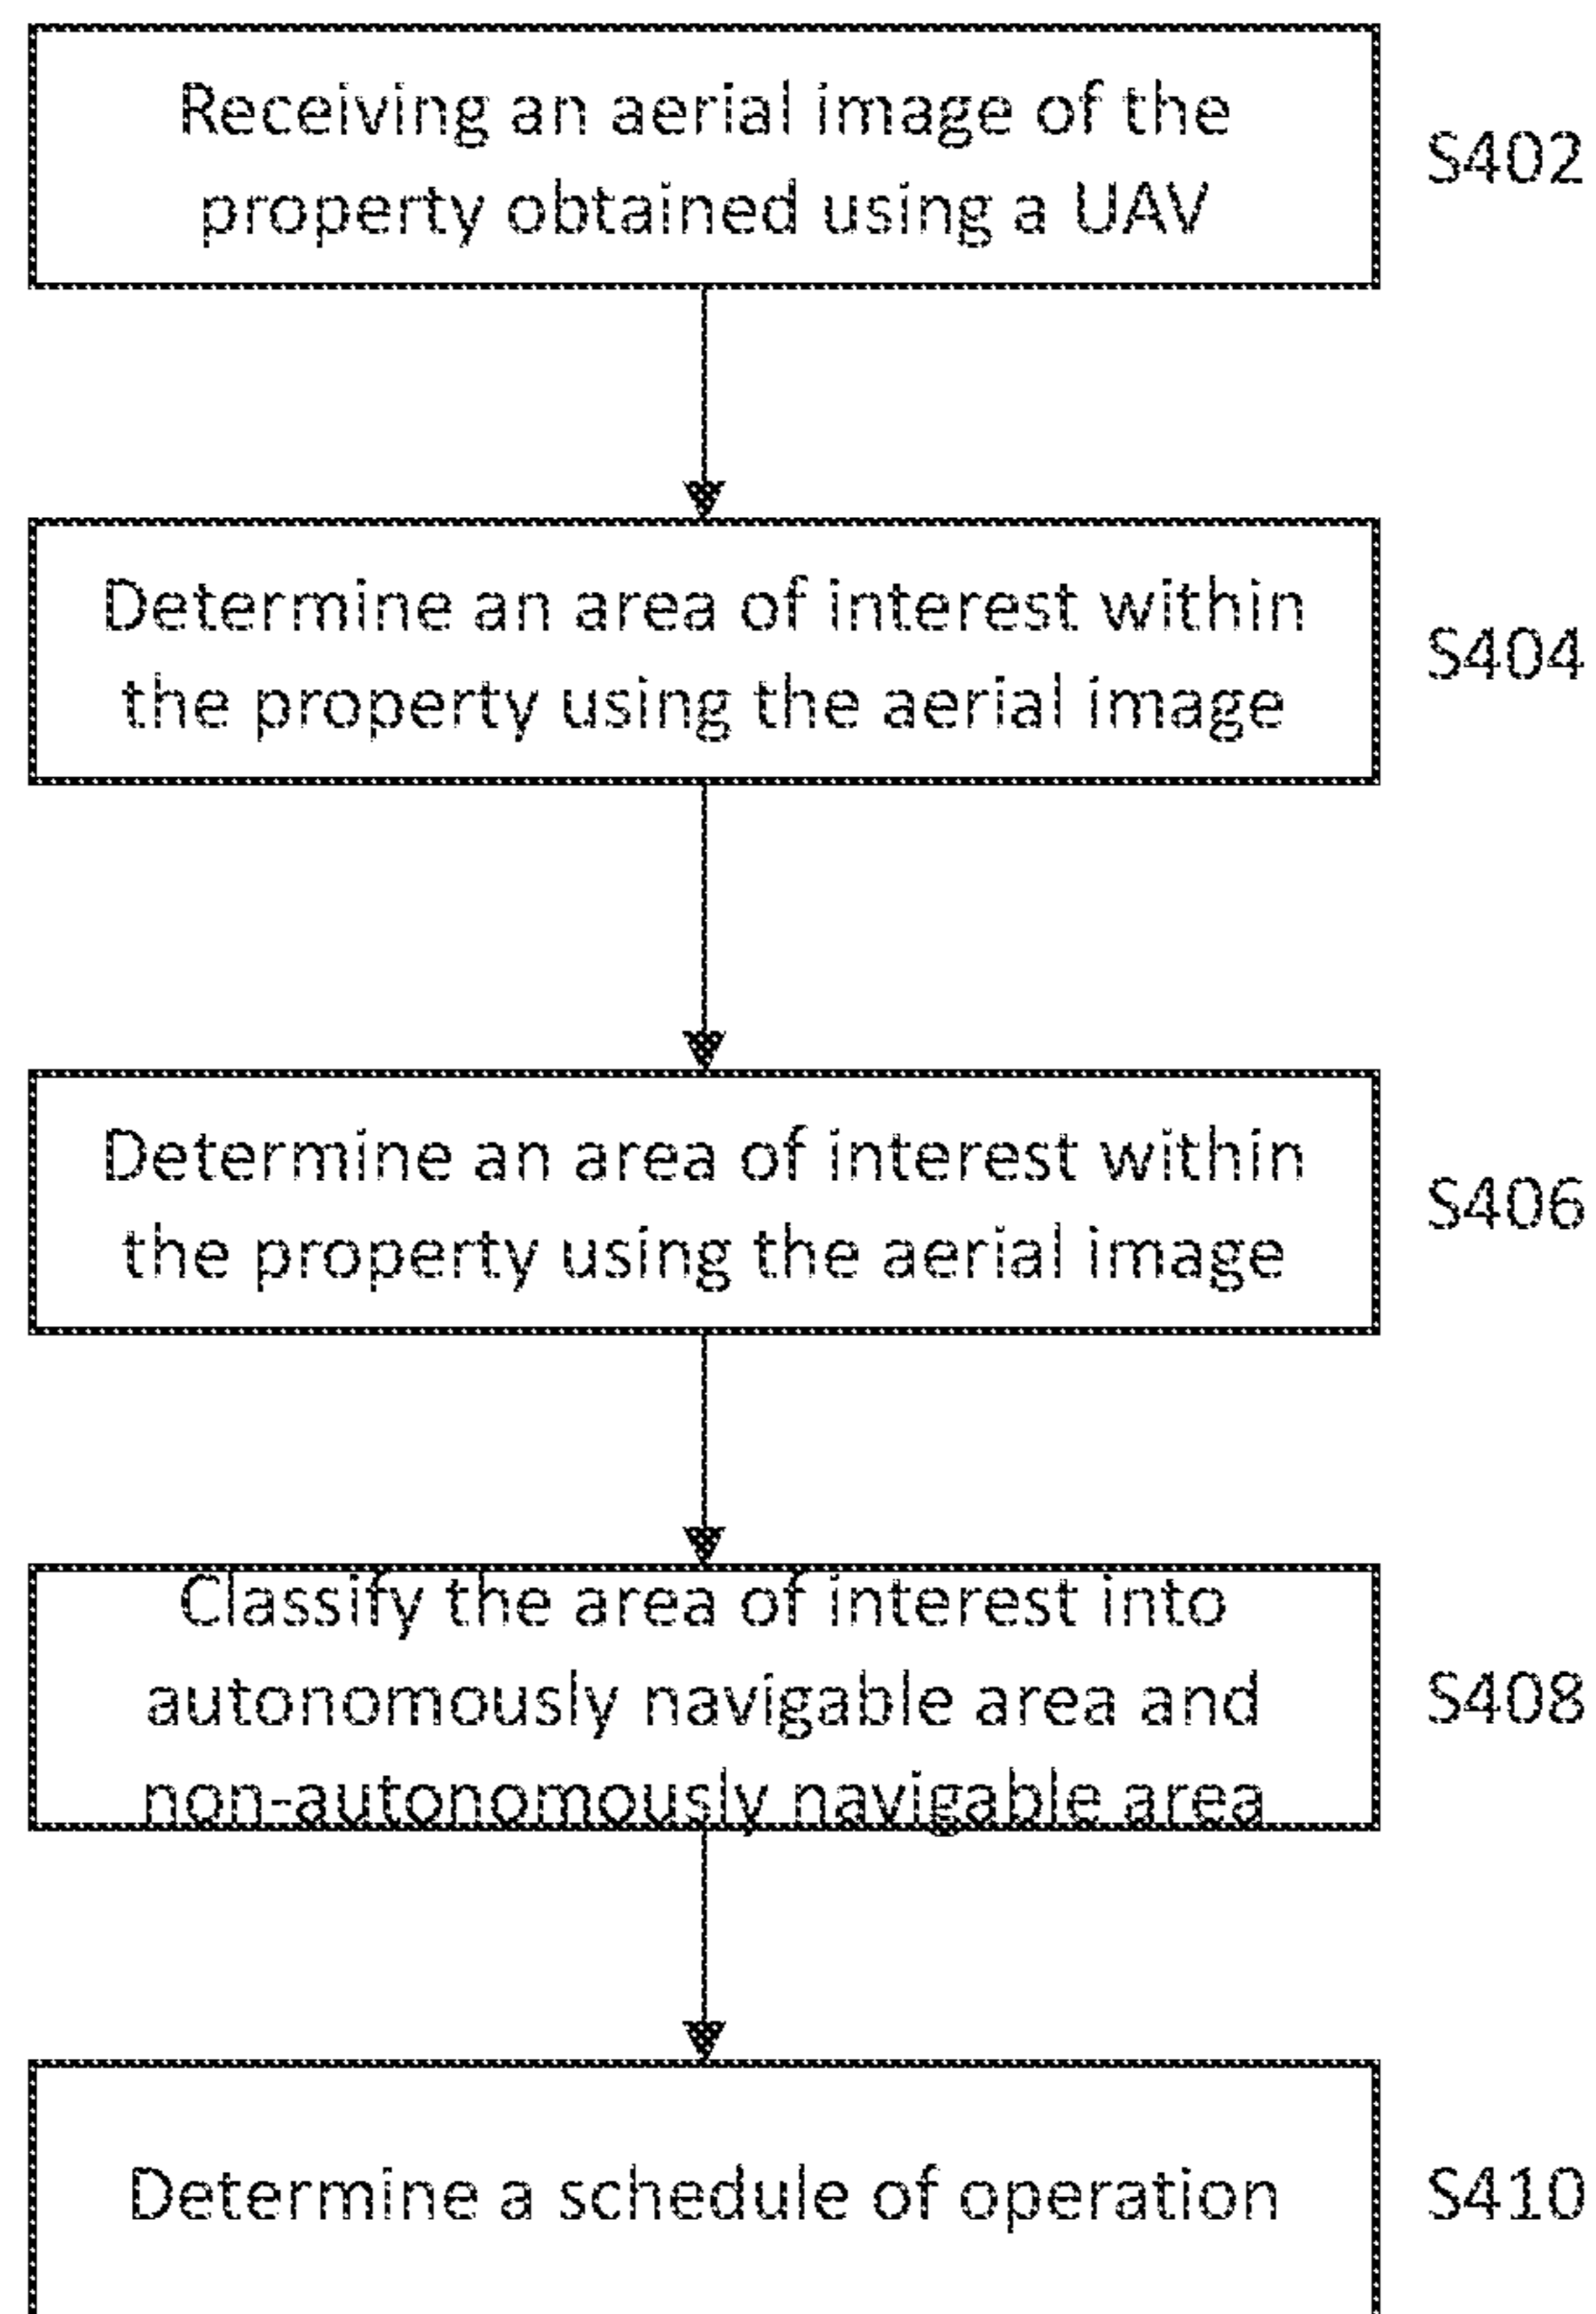 Receiving an aerial image of the
property obtained using a UAV
S402
Determine an area of interest within
the property using the aerial image
S404
Determine an area of interest within
the property using the aerial image
S406
Classify the area of interest into
autonomously navigable area and
non-autonomously navigable area
S408
Determine a schedule of operation
S410